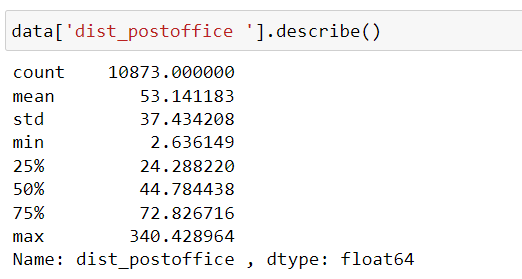 data['dist_postoffice '].describe()
count    10873.000000
mean        53.141183
std         37.434208
min          2.636149
25%         24.288220
50%         44.784438
75%         72.826716
max        340.428964
Name: dist_postoffice , dtype: float64